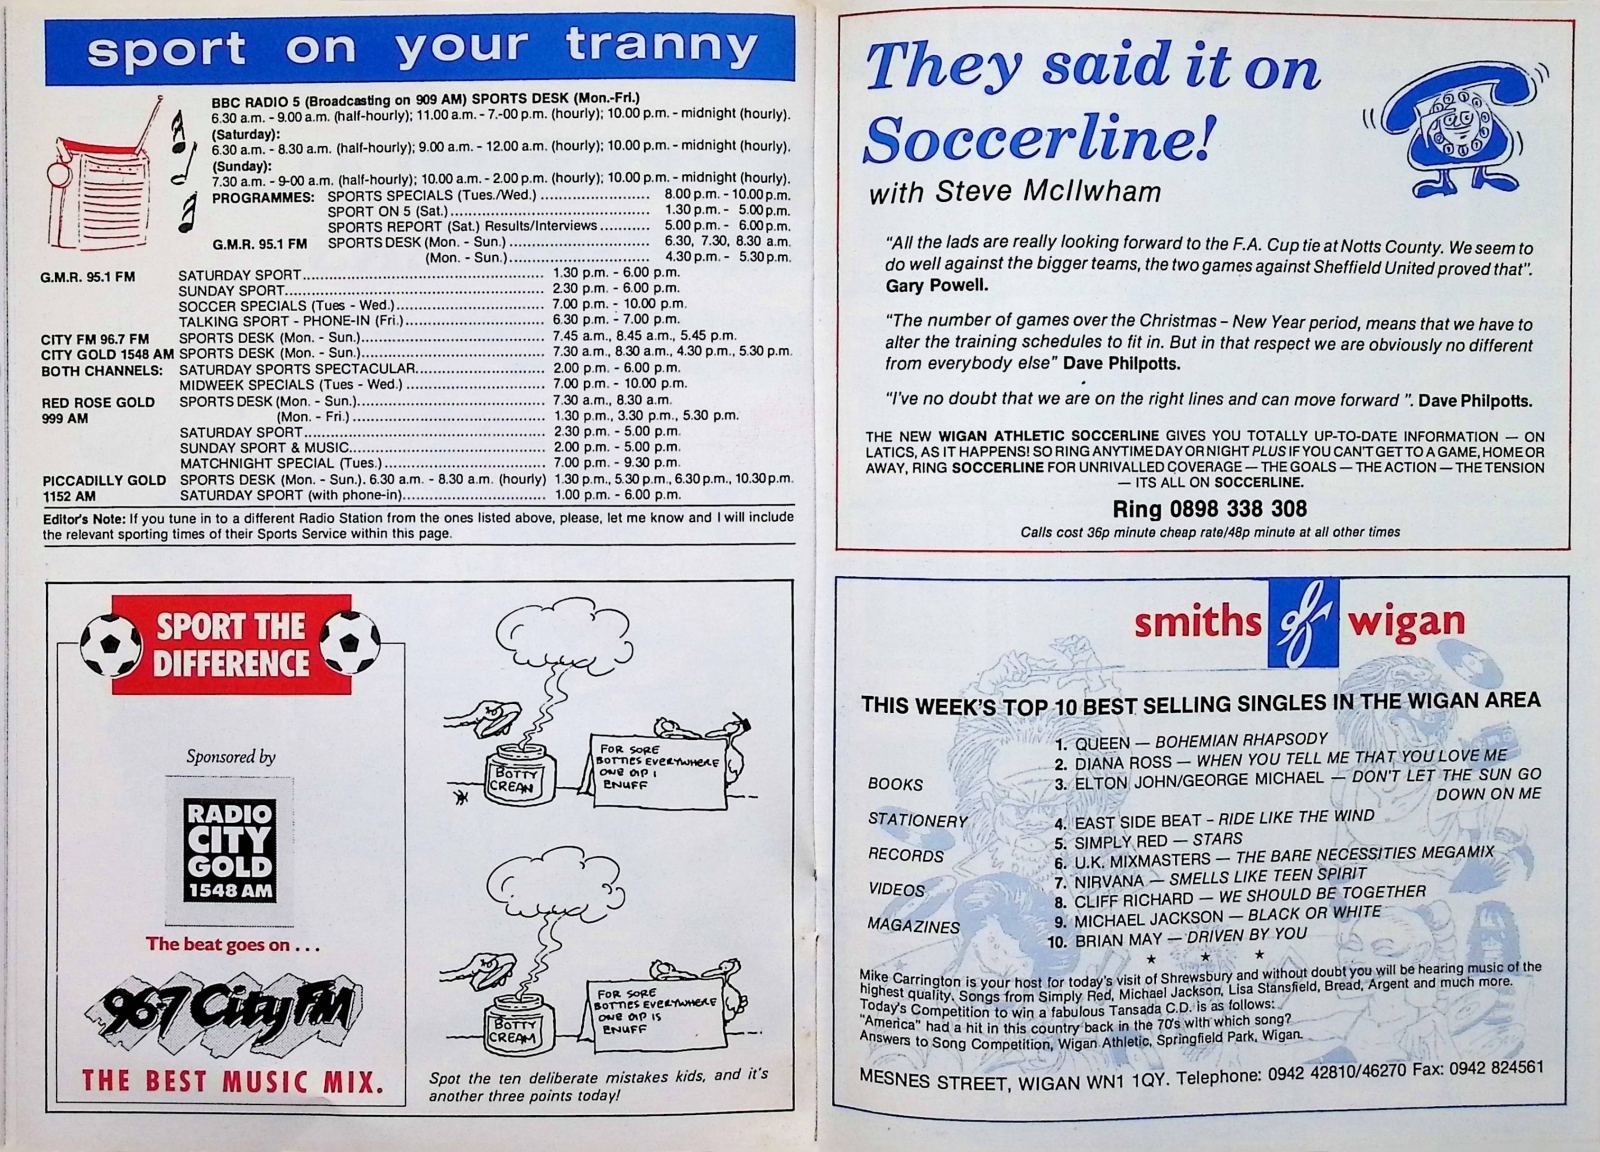 sport on your tranny
BBC RADIO 5 (Broadcasting on 909 AM) SPORTS DESK (Mon.-Fri.)
6.30 a.m. - 9.00 a.m. (half-hourly); 11.00 a.m. - 7.-00 p.m. (hourly); 10.00 p.m. - midnight (hourly).
(Saturday):
6.30 a.m. - 8.30 a.m. (half-hourly); 9.00 a.m. - 12.00 a.m. (hourly); 10.00 p.m. - midnight (hourly).
(Sunday):
7.30 a.m. - 9-00 a.m. (half-hourly); 10.00 a.m. - 2.00 p.m. (hourly); 10.00 p.m. - midnight (hourly).
PROGRAMMES: SPORTS SPECIALS (Tues./Wed.) ........................... 8.00 p.m. - 10.00 p.m.
SPORT ON 5 (Sat.)................................................. 1.30 p.m. - 5.00 p.m.
SPORTS REPORT (Sat.) Results/Interviews............ 5.00 p.m. - 6.00 p.m.
G.M.R. 95.1 FM SPORTS DESK (Mon. - Sun.).................................. 6.30, 7.30, 8.30 a.m.
(Mon. - Sun.).................................. 4.30 p.m. - 5.30 p.m.
G.M.R. 95.1 FM SATURDAY SPORT............................................................ 1.30 p.m. - 6.00 p.m.
SUNDAY SPORT................................................................ 2.30 p.m. - 6.00 p.m.
SOCCER SPECIALS (Tues - Wed.)..................................... 7.00 p.m. - 10.00 p.m.
TALKING SPORT - PHONE-IN (Fri.)................................... 6.30 p.m. - 7.00 p.m.
CITY FM 96.7 FM SPORTS DESK (Mon. - Sun.).............................................. 7.45 a.m., 8.45 a.m., 5.45 p.m.
CITY GOLD 1548 AM SPORTS DESK (Mon. - Sun.).............................................. 7.30 a.m., 8.30 a.m., 4.30 p.m., 5.30 p.m.
BOTH CHANNELS: SATURDAY SPORTS SPECTACULAR................................ 2.00 p.m. - 6.00 p.m.
MIDWEEK SPECIALS (Tues - Wed.) .................................. 7.00 p.m. - 10.00 p.m.
RED ROSE GOLD SPORTS DESK (Mon. - Sun.).............................................. 7.30 a.m., 8.30 a.m.
999 AM (Mon. - Fri.)................................................ 1.30 p.m., 3.30 p.m., 5.30 p.m.
SATURDAY SPORT............................................................ 2.30 p.m. - 5.00 p.m.
SUNDAY SPORT & MUSIC................................................ 2.00 p.m. - 5.00 p.m.
MATCHNIGHT SPECIAL (Tues.)....................................... 7.00 p.m. - 9.30 p.m.
PICCADILLY GOLD SPORTS DESK (Mon. - Sun.). 6.30 a.m. - 8.30 a.m. (hourly) 1.30 p.m., 5.30 p.m., 6.30 p.m., 10.30 p.m.
1152 AM SATURDAY SPORT (with phone-in)................................... 1.00 p.m. - 6.00 p.m.
Editor's Note: If you tune in to a different Radio Station from the ones listed above, please, let me know and I will include
the relevant sporting times of their Sports Service within this page.
SPORT THE
DIFFERENCE
Sponsored by
RADIO
CITY
GOLD
1548 AM
The beat goes on . . .
967 City FM
THE BEST MUSIC MIX.
BOTTY
CREAN
FOR SORE
BOTTIES EVERYWHERE
ONE DIP I
ENUFF
BOTTY
CREAM
FOR SORE
BOTTIES EVERYWHERE
ONE DIP IS
ENUFF
Spot the ten deliberate mistakes kids, and it's
another three points today!
They said it on
Soccerline!
with Steve McIlwham
"All the lads are really looking forward to the F.A. Cup tie at Notts County. We seem to
do well against the bigger teams, the two games against Sheffield United proved that".
Gary Powell.
"The number of games over the Christmas – New Year period, means that we have to
alter the training schedules to fit in. But in that respect we are obviously no different
from everybody else" Dave Philpotts.
"I've no doubt that we are on the right lines and can move forward ". Dave Philpotts.
THE NEW WIGAN ATHLETIC SOCCERLINE GIVES YOU TOTALLY UP-TO-DATE INFORMATION — ON
LATICS, AS IT HAPPENS! SO RING ANYTIME DAY OR NIGHT PLUS IF YOU CAN'T GET TO A GAME, HOME OR
AWAY, RING SOCCERLINE FOR UNRIVALLED COVERAGE — THE GOALS — THE ACTION — THE TENSION
— ITS ALL ON SOCCERLINE.
Ring 0898 338 308
Calls cost 36p minute cheap rate/48p minute at all other times
smiths of wigan
THIS WEEK'S TOP 10 BEST SELLING SINGLES IN THE WIGAN AREA
BOOKS
STATIONERY
RECORDS
VIDEOS
MAGAZINES
1. QUEEN — BOHEMIAN RHAPSODY
2. DIANA ROSS — WHEN YOU TELL ME THAT YOU LOVE ME
3. ELTON JOHN/GEORGE MICHAEL — DON'T LET THE SUN GO
DOWN ON ME
4. EAST SIDE BEAT - RIDE LIKE THE WIND
5. SIMPLY RED — STARS
6. U.K. MIXMASTERS — THE BARE NECESSITIES MEGAMIX
7. NIRVANA — SMELLS LIKE TEEN SPIRIT
8. CLIFF RICHARD — WE SHOULD BE TOGETHER
9. MICHAEL JACKSON — BLACK OR WHITE
10. BRIAN MAY — DRIVEN BY YOU
★ ★ ★
Mike Carrington is your host for today's visit of Shrewsbury and without doubt you will be hearing music of the
highest quality, Songs from Simply Red, Michael Jackson, Lisa Stansfield, Bread, Argent and much more.
Today's Competition to win a fabulous Tansada C.D. is as follows:
"America" had a hit in this country back in the 70's with which song?
Answers to Song Competition, Wigan Athletic, Springfield Park, Wigan.
MESNES STREET, WIGAN WN1 1QY. Telephone: 0942 42810/46270 Fax: 0942 824561